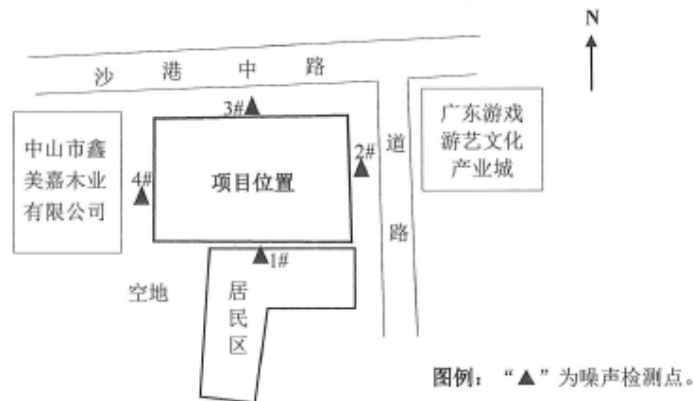 N
沙港中路
3#
广东游戏
游艺文化
产业城
中山市鑫
美嘉木业
有限公司
4#
项目位置
2#
道路
1#
空地
居民区
图例：“▲”为噪声检测点。